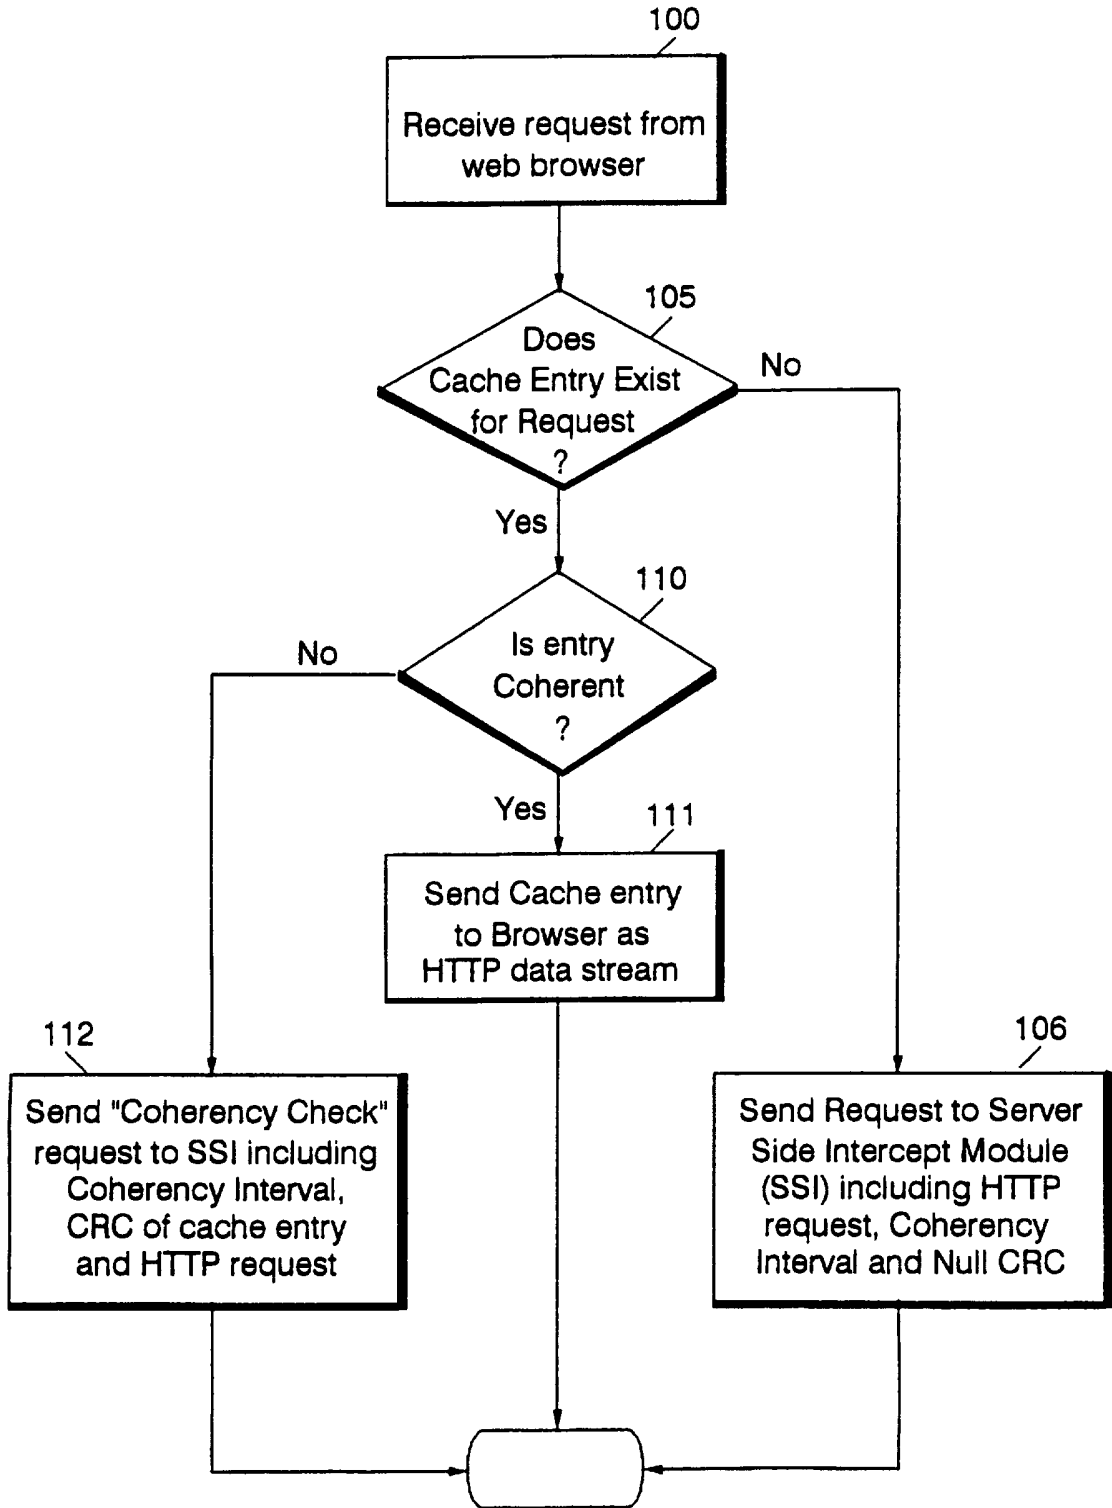 100
Receive request from
web browser
105
Does
Cache Entry Exist
for Request
?
No
Yes
110
Is entry
Coherent
?
No
Yes
111
Send Cache entry
to Browser as
HTTP data stream
112
Send "Coherency Check"
request to SSI including
Coherency Interval,
CRC of cache entry
and HTTP request
106
Send Request to Server
Side Intercept Module
(SSI) including HTTP
request, Coherency
Interval and Null CRC